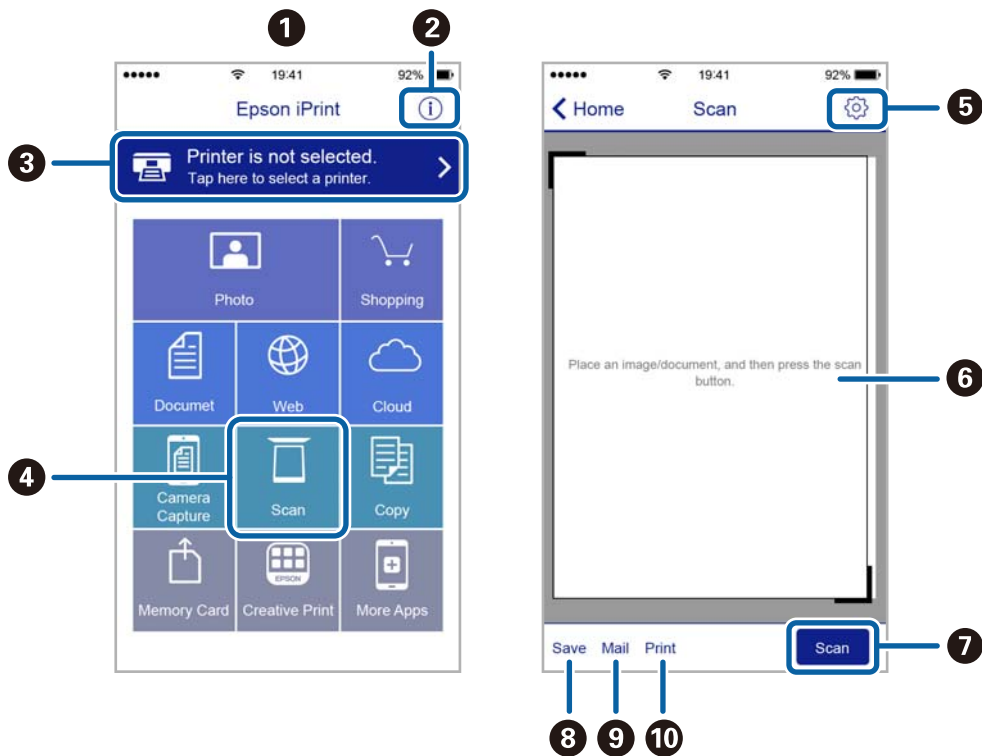 1
2
19:41
92%
Epson iPrint
i
3
Printer is not selected.
Tap here to select a printer.
Photo
Shopping
Documet
Web
Cloud
4
Camera
Capture
Scan
Copy
EPSON
Memory Card
Creative Print
More Apps
19:41
92%
Home
Scan
5
Place an image/document, and then press the scan
button.
6
Save
Mail
Print
Scan
7
8
9
10